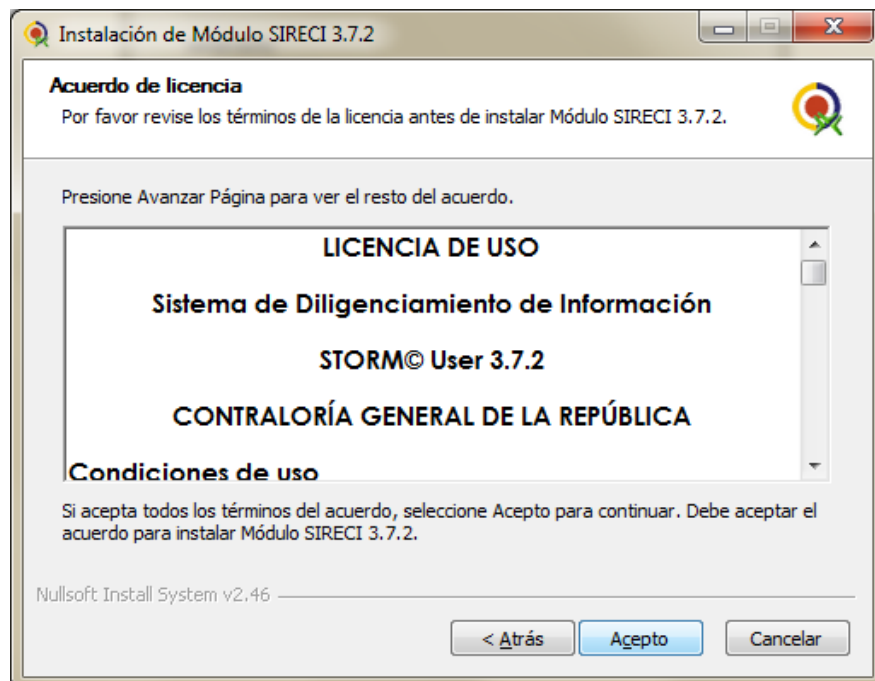 Instalación de Módulo SIRECI 3.7.2
Acuerdo de licencia
Por favor revise los términos de la licencia antes de instalar Módulo SIRECI 3.7.2.
Presione Avanzar Página para ver el resto del acuerdo.
LICENCIA DE USO
Sistema de Diligenciamiento de Información
STORM© User 3.7.2
CONTRALORÍA GENERAL DE LA REPÚBLICA
Condiciones de uso
Si acepta todos los términos del acuerdo, seleccione Acepto para continuar. Debe aceptar el
acuerdo para instalar Módulo SIRECI 3.7.2.
Nullsoft Install System v2.46
< Atrás Acepto Cancelar